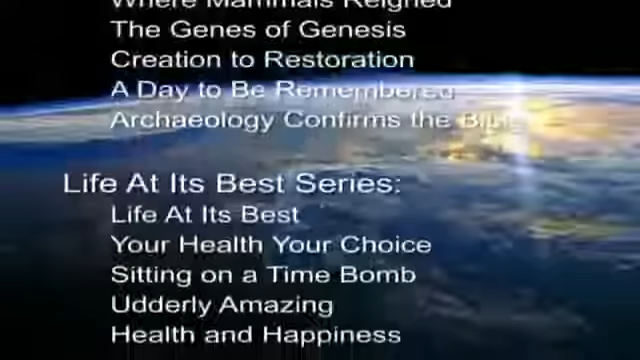 Where Mammals Reigned
The Genes of Genesis
Creation to Restoration
A Day to Be Remembered
Archaeology Confirms the Bible
Life At Its Best Series:
Life At Its Best
Your Health Your Choice
Sitting on a Time Bomb
Udderly Amazing
Health and Happiness